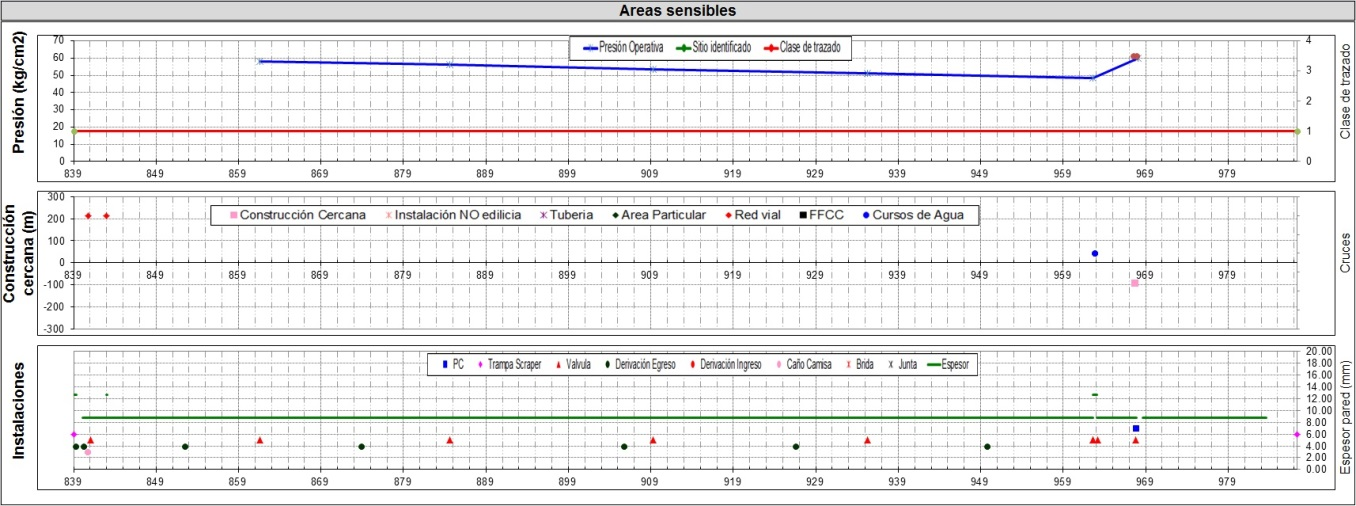 Areas sensibles
Presión (kg/cm2)
70
60
50
40
30
20
10
0
Presión Operativa Sitio identificado Clase de trazado
4
3
2
1
0
Clase de trazado
839 849 859 869 879 889 899 909 919 929 939 949 959 969 979
Construcción
cercana (m)
300
200
100
0
-100
-200
-300
Construcción Cercana Instalación NO edilicia Tuberia Area Particular Red vial FFCC Cursos de Agua
Cruces
839 849 859 869 879 889 899 909 919 929 939 949 959 969 979
Instalaciones
PC Trampa Scraper Valvula Derivación Egreso Derivación Ingreso Caño Camisa Brida Junta Espesor
20.00
18.00
16.00
14.00
12.00
10.00
8.00
6.00
4.00
2.00
0.00
Espesor pared (mm)
839 849 859 869 879 889 899 909 919 929 939 949 959 969 979